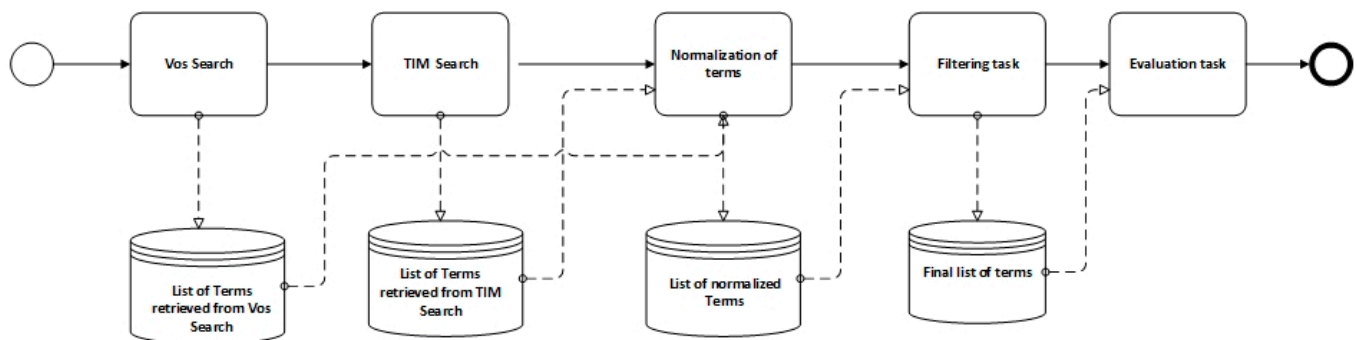 Vos Search
TIM Search
Normalization of
terms
Filtering task
Evaluation task
List of Terms
retrieved from Vos
Search
List of Terms
retrieved from TIM
Search
List of normalized
Terms
Final list of terms